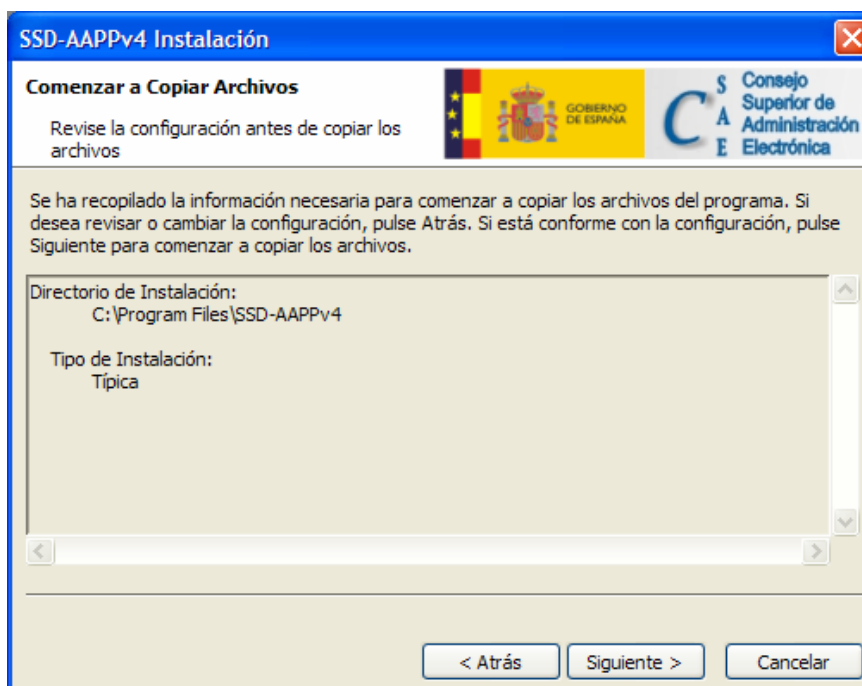 SSD-AAPPv4 Instalación
Comenzar a Copiar Archivos
Revise la configuración antes de copiar los
archivos
GOBIERNO
DE ESPAÑA
C
S
A
E
Consejo
Superior de
Administración
Electrónica
Se ha recopilado la información necesaria para comenzar a copiar los archivos del programa. Si
desea revisar o cambiar la configuración, pulse Atrás. Si está conforme con la configuración, pulse
Siguiente para comenzar a copiar los archivos.
Directorio de Instalación:
C:\Program Files\SSD-AAPPv4
Tipo de Instalación:
Típica
< Atrás
Siguiente >
Cancelar